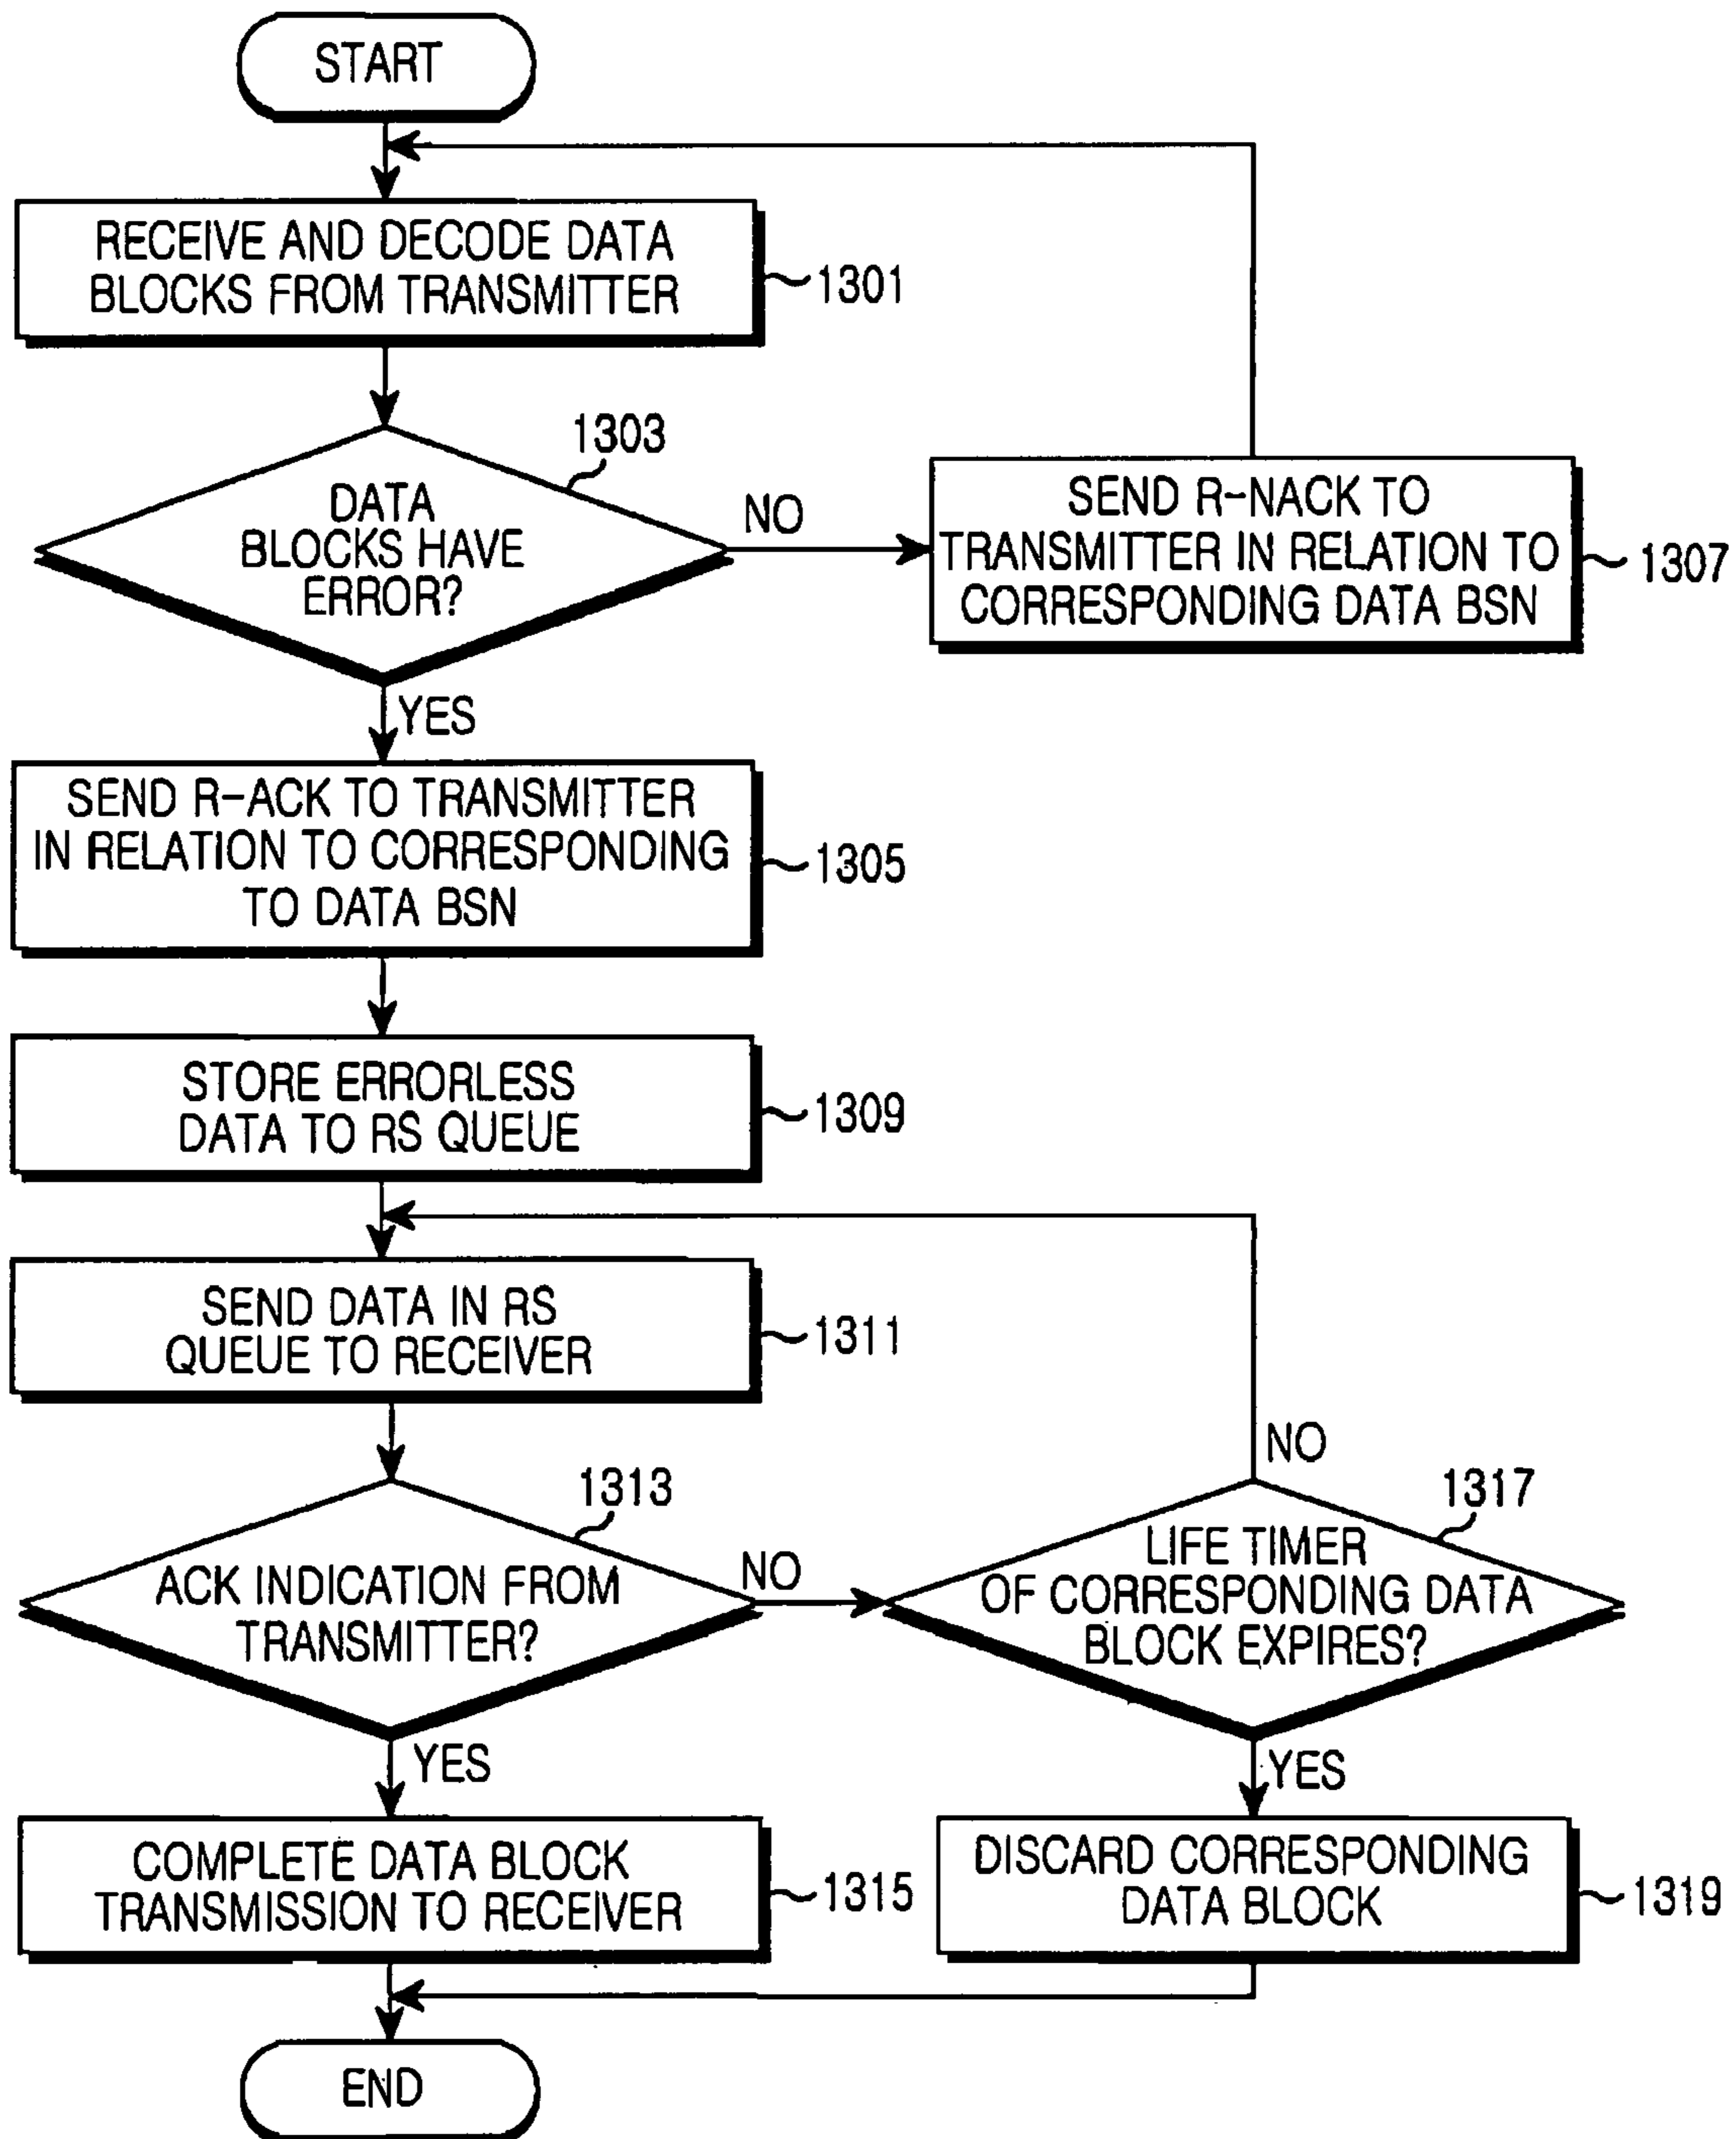 START
RECEIVE AND DECODE DATA
BLOCKS FROM TRANSMITTER
1301
1303
DATA
BLOCKS HAVE
ERROR?
NO
SEND R-NACK TO
TRANSMITTER IN RELATION TO
CORRESPONDING DATA BSN
1307
YES
SEND R-ACK TO TRANSMITTER
IN RELATION TO CORRESPONDING
TO DATA BSN
1305
STORE ERRORLESS
DATA TO RS QUEUE
1309
SEND DATA IN RS
QUEUE TO RECEIVER
1311
1313
ACK INDICATION FROM
TRANSMITTER?
NO
NO
1317
LIFE TIMER
OF CORRESPONDING DATA
BLOCK EXPIRES?
YES
YES
COMPLETE DATA BLOCK
TRANSMISSION TO RECEIVER
1315
DISCARD CORRESPONDING
DATA BLOCK
1319
END